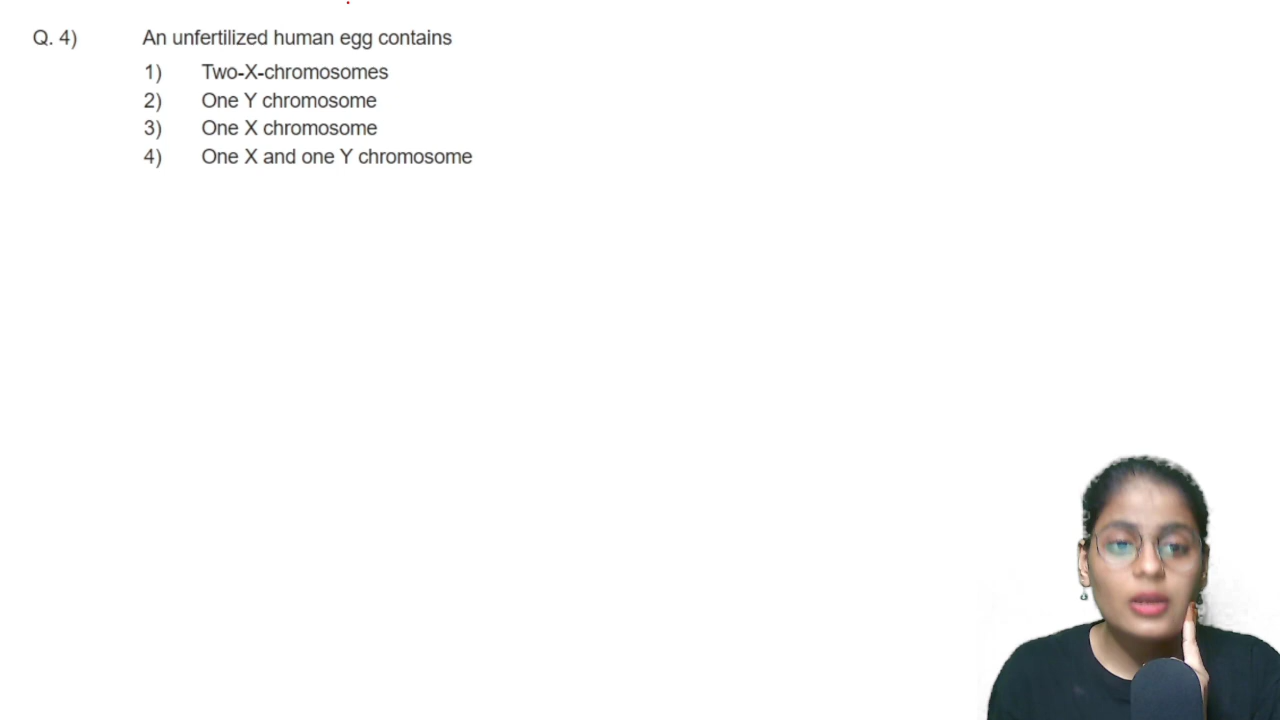 Q. 4) An unfertilized human egg contains
1) Two-X-chromosomes
2) One Y chromosome
3) One X chromosome
4) One X and one Y chromosome